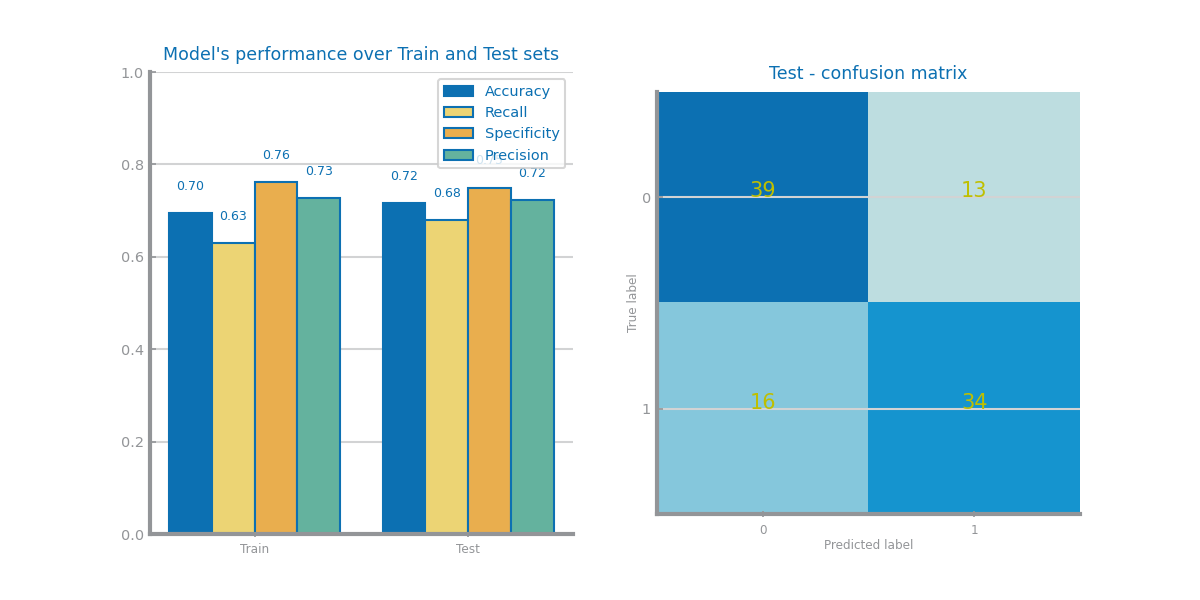 Model's performance over Train and Test sets
1.0
0.8
0.6
0.4
0.2
0.0
Accuracy
Recall
Specificity
Precision
0.70
0.63
0.76
0.73
0.72
0.68
0.72
Train
Test
Test - confusion matrix
True label
0
1
39
13
16
34
0
1
Predicted label